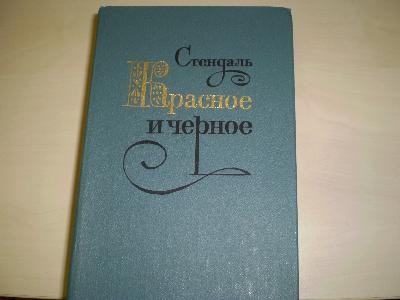 Стендаль
Красное
и черное